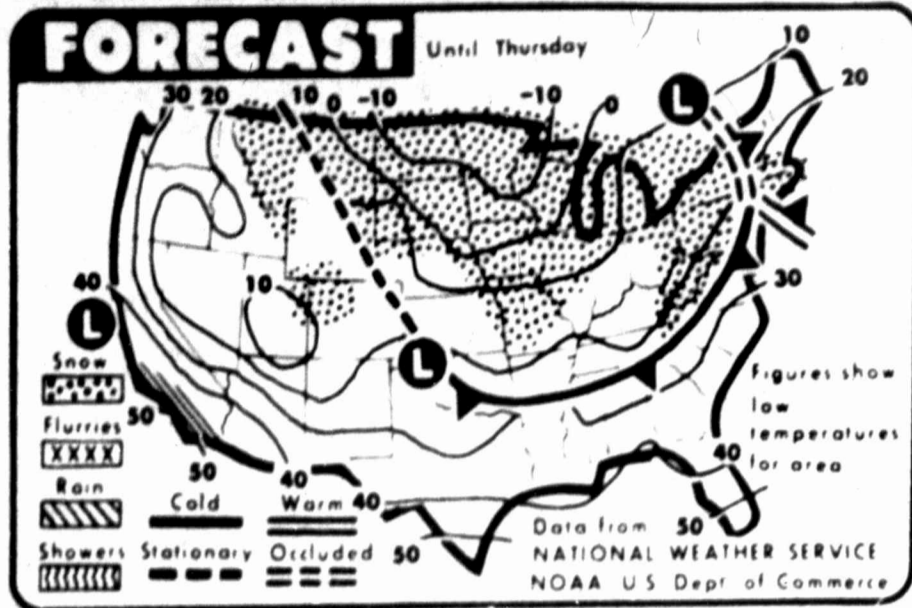 FORECAST
Until Thursday
10
20
30 20 10 0 -10 -10 0
L
10
30
40
L
L
Snow
Flurries
Rain
Showers
50
50
40
40
50
Cold
Warm
Stationary
Occluded
Figures show
low
temperatures
for area
40
50
Data from
NATIONAL WEATHER SERVICE
NOAA US Dept of Commerce